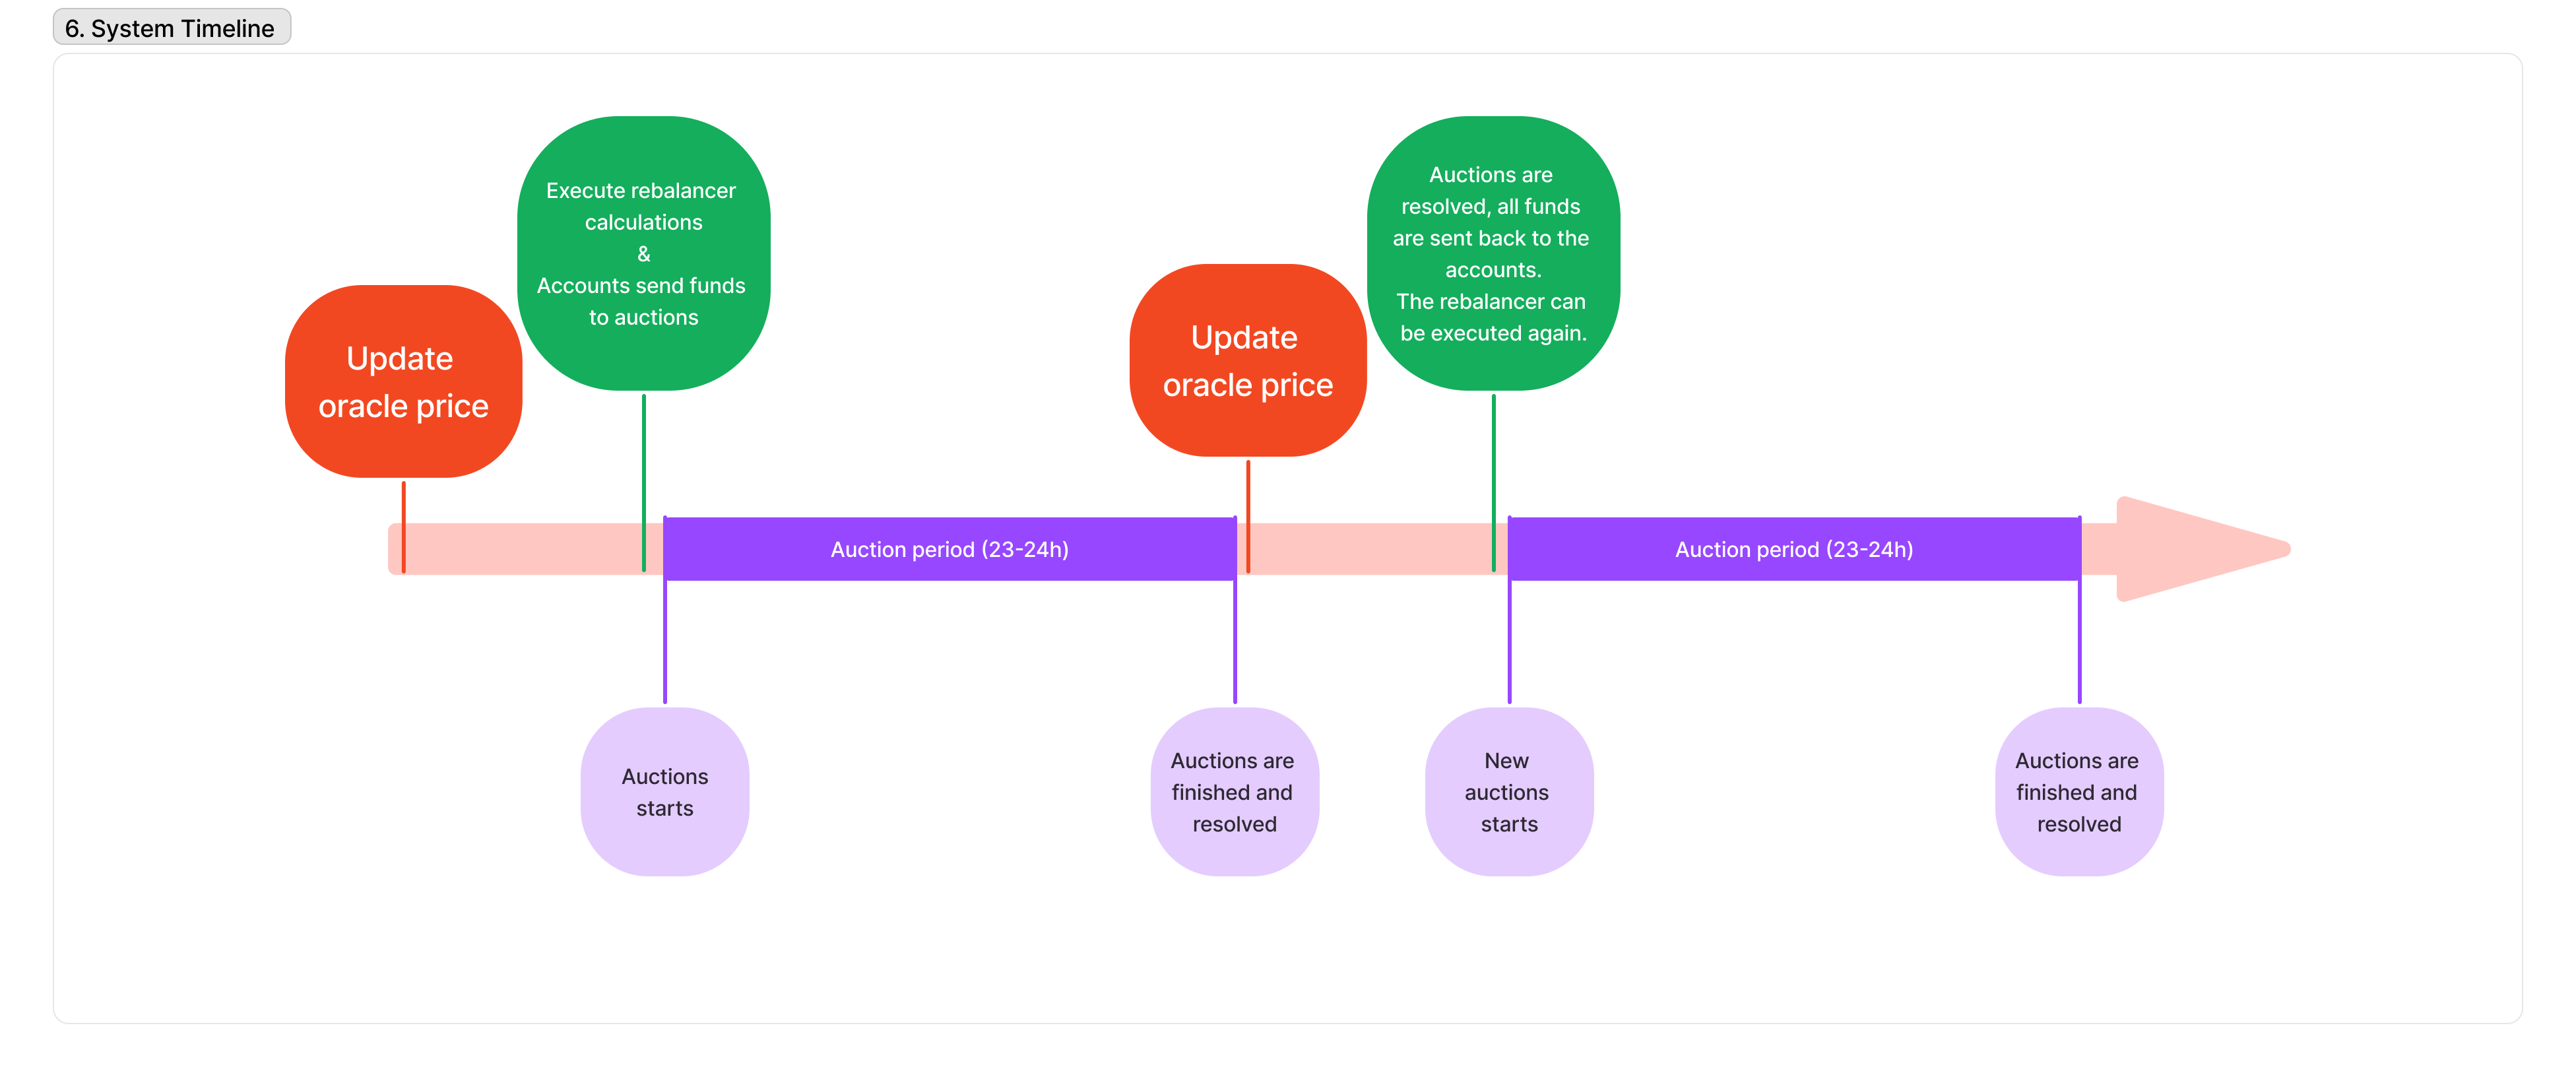 6. System Timeline
Update
oracle price
Execute rebalancer
calculations
&
Accounts send funds
to auctions
Update
oracle price
Auctions are
resolved, all funds
are sent back to the
accounts.
The rebalancer can
be executed again.
Auction period (23-24h)
Auction period (23-24h)
Auctions
starts
Auctions are
finished and
resolved
New
auctions
starts
Auctions are
finished and
resolved